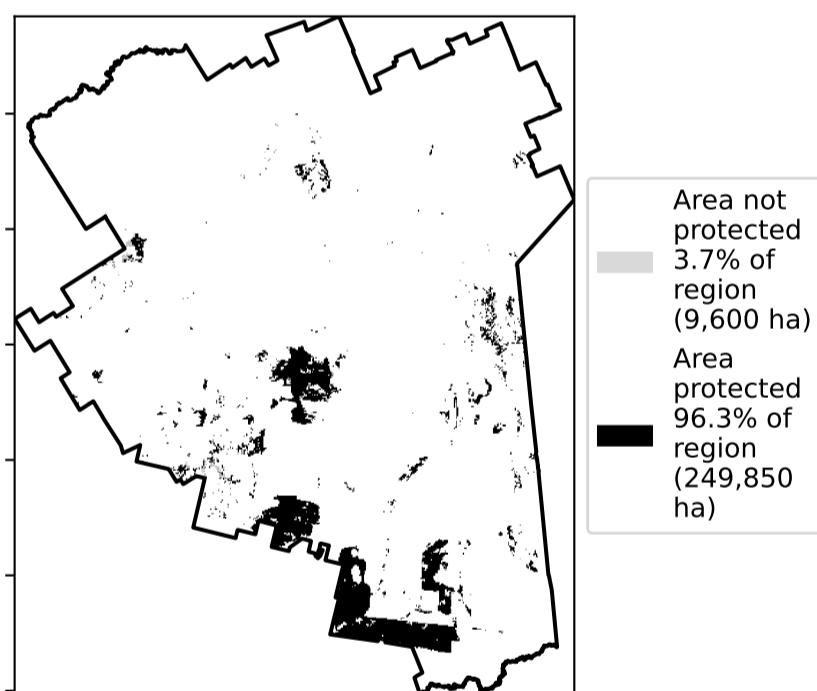 Area not
protected
3.7% of
region
(9,600 ha)
Area
protected
96.3% of
region
(249,850
ha)